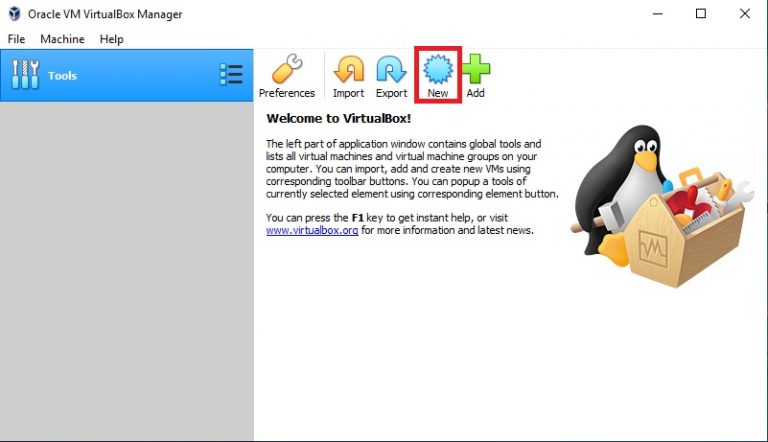 Oracle VM VirtualBox Manager
File Machine Help
Tools
Preferences Import Export New Add
Welcome to VirtualBox!
The left part of application window contains global tools and
lists all virtual machines and virtual machine groups on your
computer. You can import, add and create new VMs using
corresponding toolbar buttons. You can popup a tools of
currently selected element using corresponding element button.
You can press the F1 key to get instant help, or visit
www.virtualbox.org for more information and latest news.